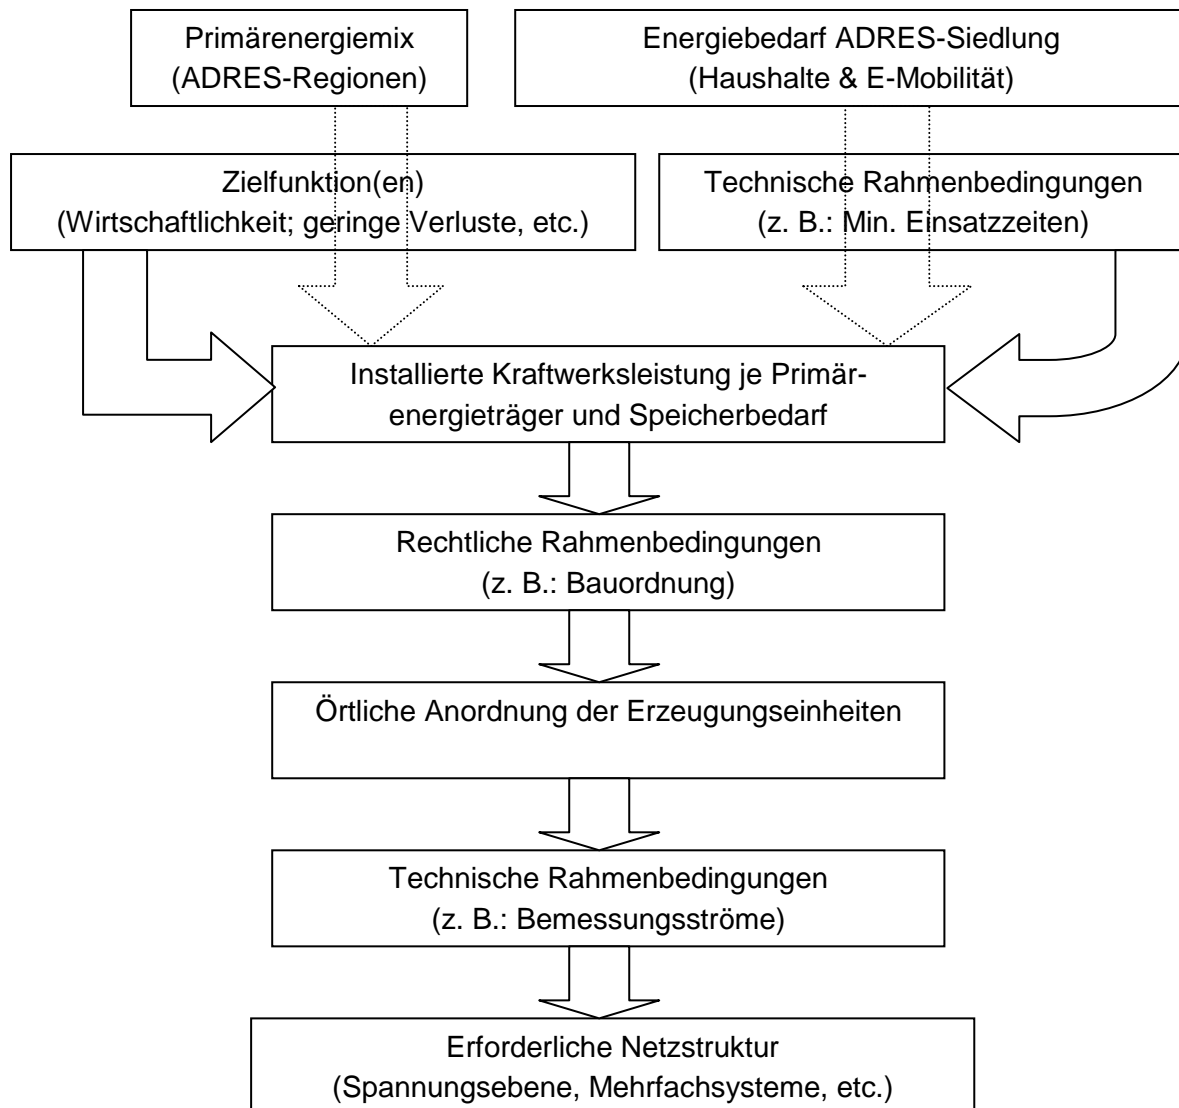 Primärenergiemix
(ADRES-Regionen)
Energiebedarf ADRES-Siedlung
(Haushalte & E-Mobilität)
Zielfunktion(en)
(Wirtschaftlichkeit; geringe Verluste, etc.)
Technische Rahmenbedingungen
(z. B.: Min. Einsatzzeiten)
Installierte Kraftwerksleistung je Primär-
energieträger und Speicherbedarf
Rechtliche Rahmenbedingungen
(z. B.: Bauordnung)
Örtliche Anordnung der Erzeugungseinheiten
Technische Rahmenbedingungen
(z. B.: Bemessungsströme)
Erforderliche Netzstruktur
(Spannungsebene, Mehrfachsysteme, etc.)